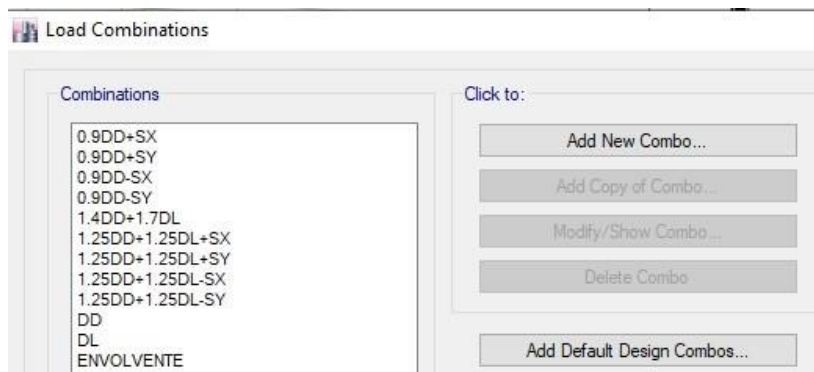 Load Combinations
Combinations
0.9DD+SX
0.9DD+SY
0.9DD-SX
0.9DD-SY
1.4DD+1.7DL
1.25DD+1.25DL+SX
1.25DD+1.25DL+SY
1.25DD+1.25DL-SX
1.25DD+1.25DL-SY
DD
DL
ENVOLVENTE
Click to:
Add New Combo...
Add Copy of Combo...
Modify/Show Combo...
Delete Combo
Add Default Design Combos...